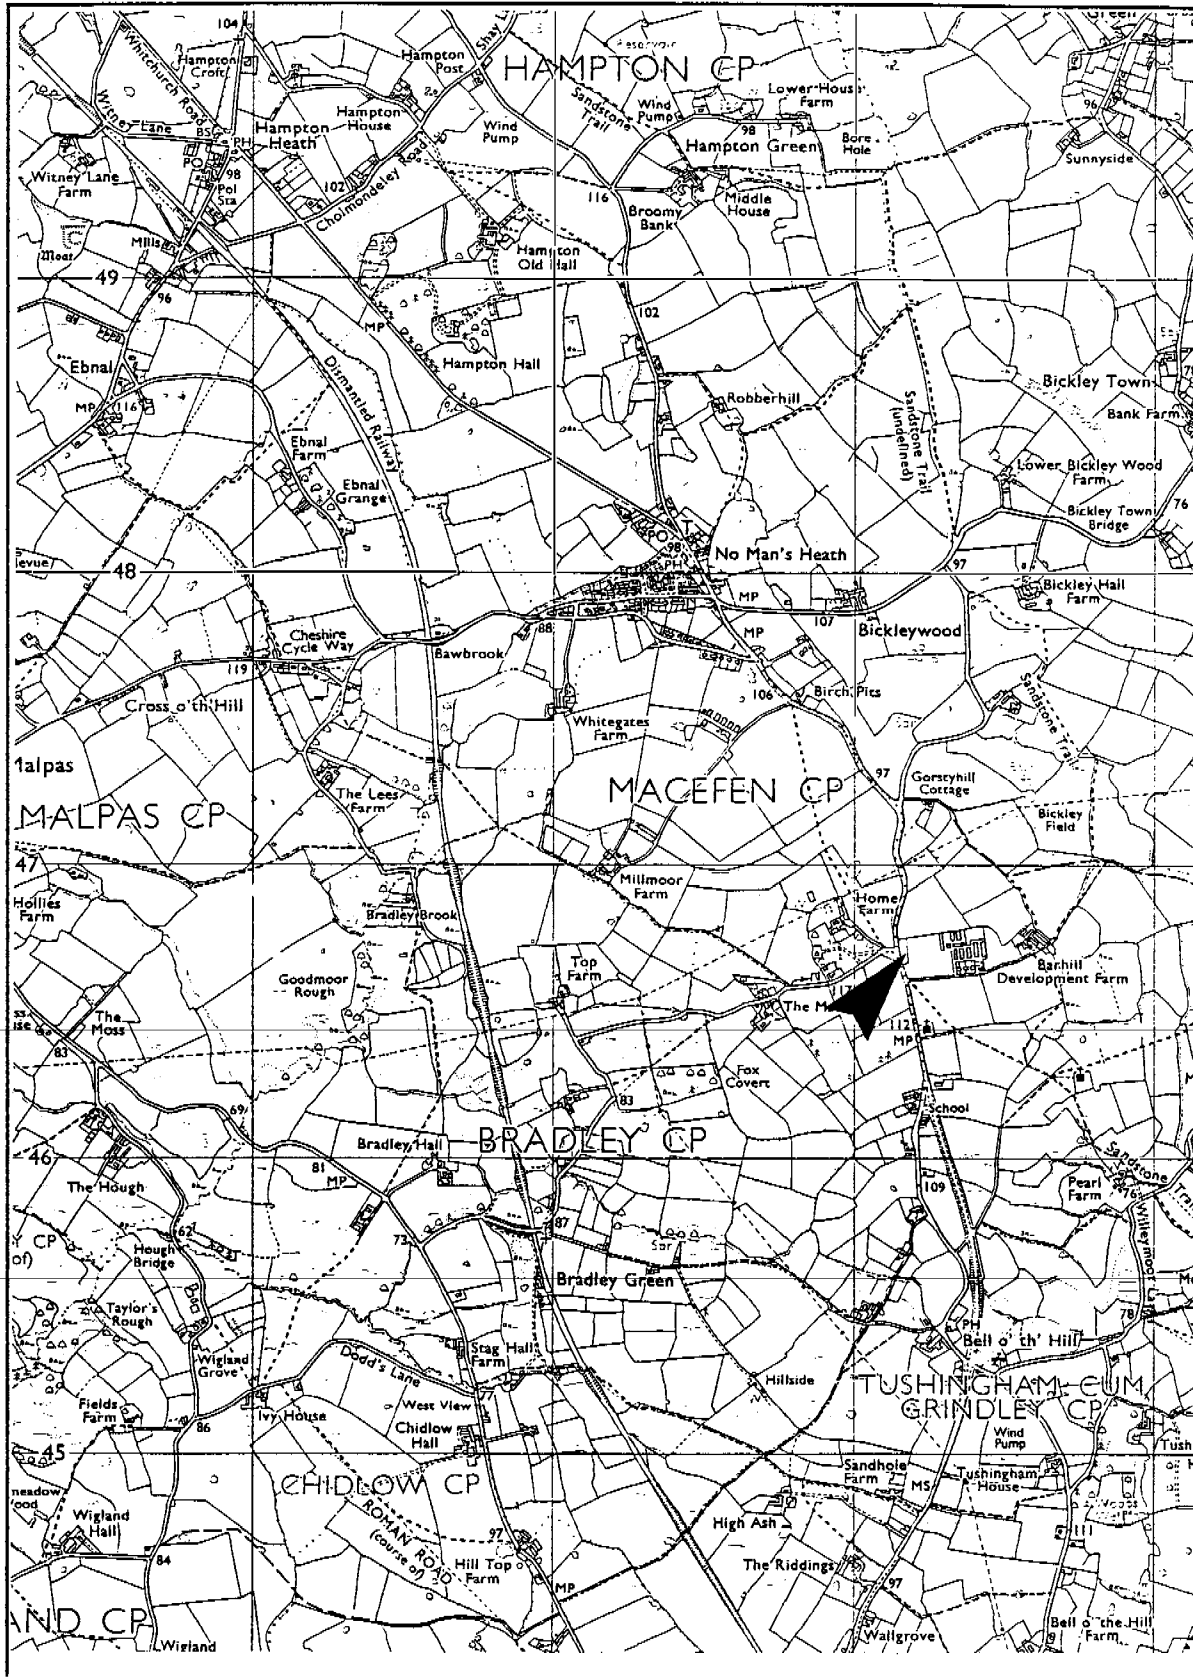 104
Whitchurch Road
Hampton
Croft
Hampton
Post
HAMPTON CP
Reservoir
Sandstone
Trail
Wind
Pump
Lower House
Farm
96
Witney Lane
BS
PH
Hampton
Heath
Hampton
House
Wind
Pump
98
Hampton Green
Bore
Hole
Sunnyside
Witney Lane
Farm
PO
98
Pol
Sta
102
Cholmondeley Road
116
Broomy
Bank
Middle
House
Mills
Moat
Hampton
Old Hall
49
96
MP
102
Ebnal
Dismantled Railway
Hampton Hall
Bickley Town
MP
116
Robberhill
Bank Farm
Sandstone Trail
(undefined)
Ebnal
Farm
Ebnal
Grange
Lower Bickley Wood
Farm
Bickley Town
Bridge
76
PO
98
PH
No Man's Heath
48
97
MP
Bickley Hall
Farm
88
107
Bickleywood
Cheshire
Cycle Way
Bawbrook
MP
119
106
Birch Pits
Cross o'th Hill
Whitegates
Farm
Sandstone Trail
97
Gorstyhill
Cottage
The Lees
Farm
MACEFEN CP
MALPAS CP
Bickley
Field
47
Hollies
Farm
Millmoor
Farm
Home
Farm
Bradley Brook
Goodmoor
Rough
Top
Farm
Barhill
Development Farm
The Moss
83
112
MP
Fox
Covert
83
69
School
Bradley Hall
BRADLEY CP
46
81
MP
The Hough
109
Pearl
Farm
76
Sandstone
Willeymoor Lane
62
73
87
Hough
Bridge
Bradley Green
Taylor's
Rough
78
PH
Bell o' th' Hill
Wigland
Grove
Dodd's Lane
Stag Hall
Farm
Hillside
TUSHINGHAM CUM
GRINDLEY CP
Fields
Farm
86
Ivy House
West View
Chidlow
Hall
Wind
Pump
45
CHIDLOW CP
Sandhole
Farm
MS
Tushingham
House
Wigland
Hall
ROMAN ROAD
(course of)
High Ash
111
97
84
Hill Top
Farm
MP
The Riddings
97
Wallgrove
Bell o' the Hill
Farm
Wigland